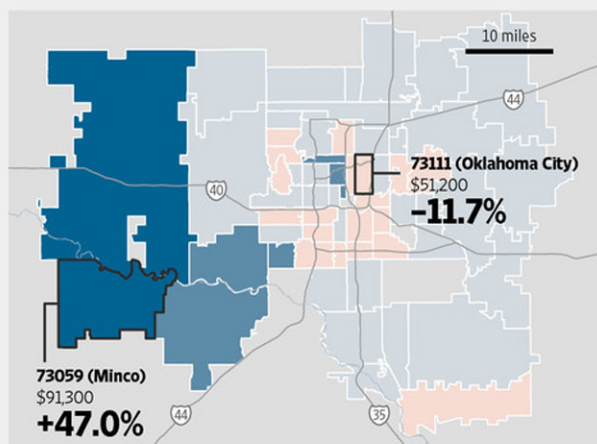 10 miles
44
73111 (Oklahoma City)
$51,200
–11.7%
40
73059 (Minco)
$91,300
+47.0%
44
35